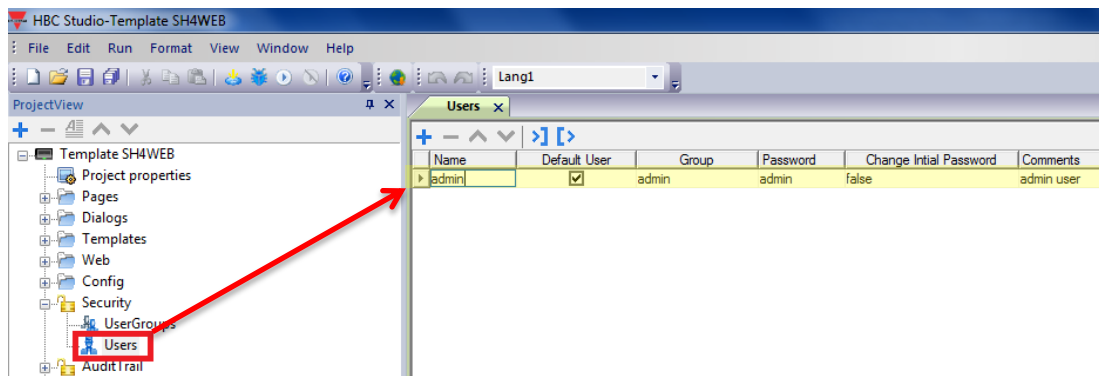 HBC Studio-Template SH4WEB
File Edit Run Format View Window Help
Lang1
ProjectView
Users
Name Default User Group Password Change Intial Password Comments
admin admin admin false admin user
Template SH4WEB
Project properties
Pages
Dialogs
Templates
Web
Config
Security
UserGroups
Users
AuditTrail